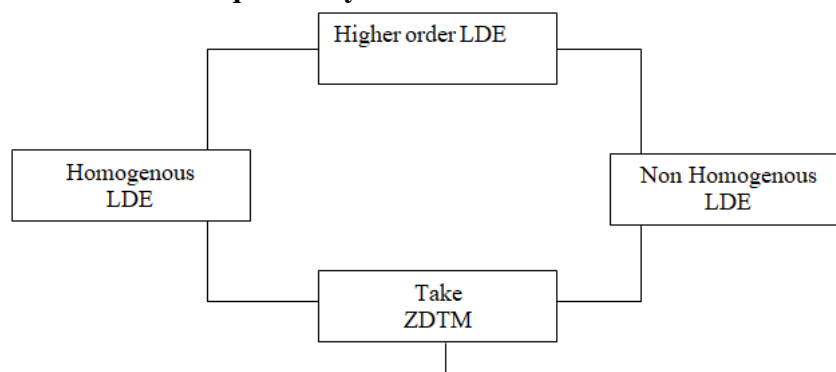 Higher order LDE
Homogenous
LDE
Non Homogenous
LDE
Take
ZDTM